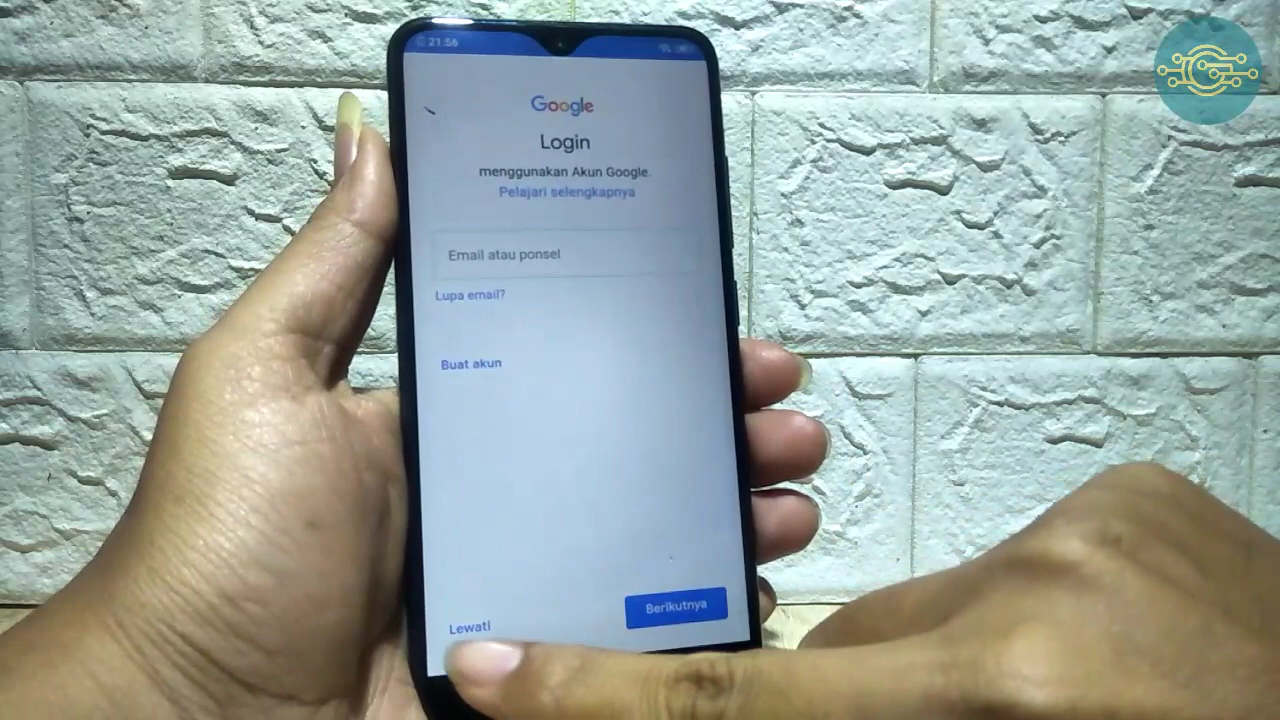 21:56
Google
Login
menggunakan Akun Google.
Pelajari selengkapnya
Email atau ponsel
Lupa email?
Buat akun
Berikutnya
Lewati